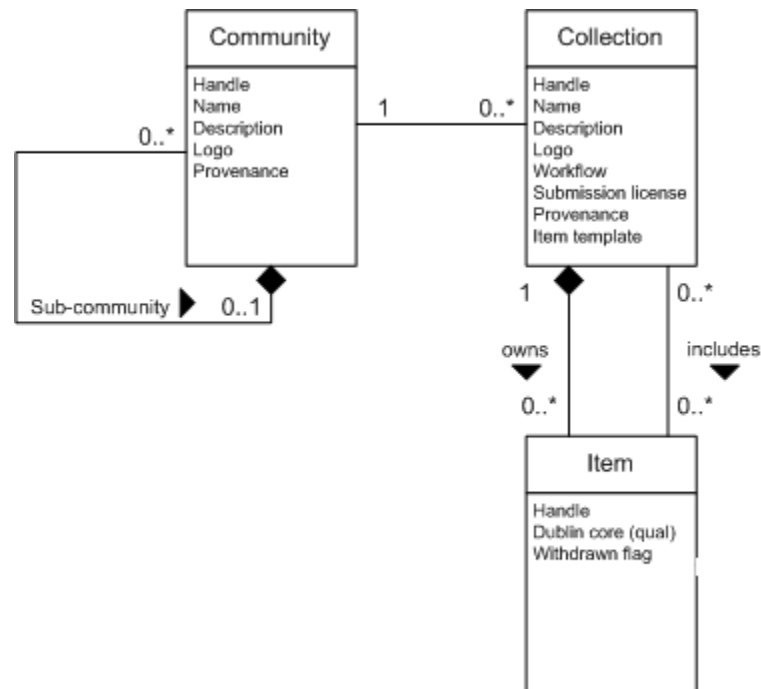 Community
Handle
Name
Description
Logo
Provenance
1
0..*
Collection
Handle
Name
Description
Logo
Workflow
Submission license
Provenance
Item template
0..*
Sub-community
0..1
1
0..*
owns
includes
0..*
0..*
Item
Handle
Dublin core (qual)
Withdrawn flag